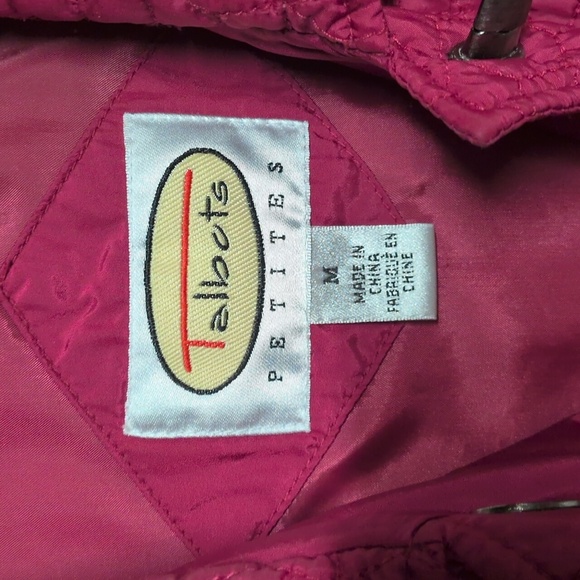 Talbots
PETITES
M
MADE IN
CHINA
FABRIQUÉ EN
CHINE